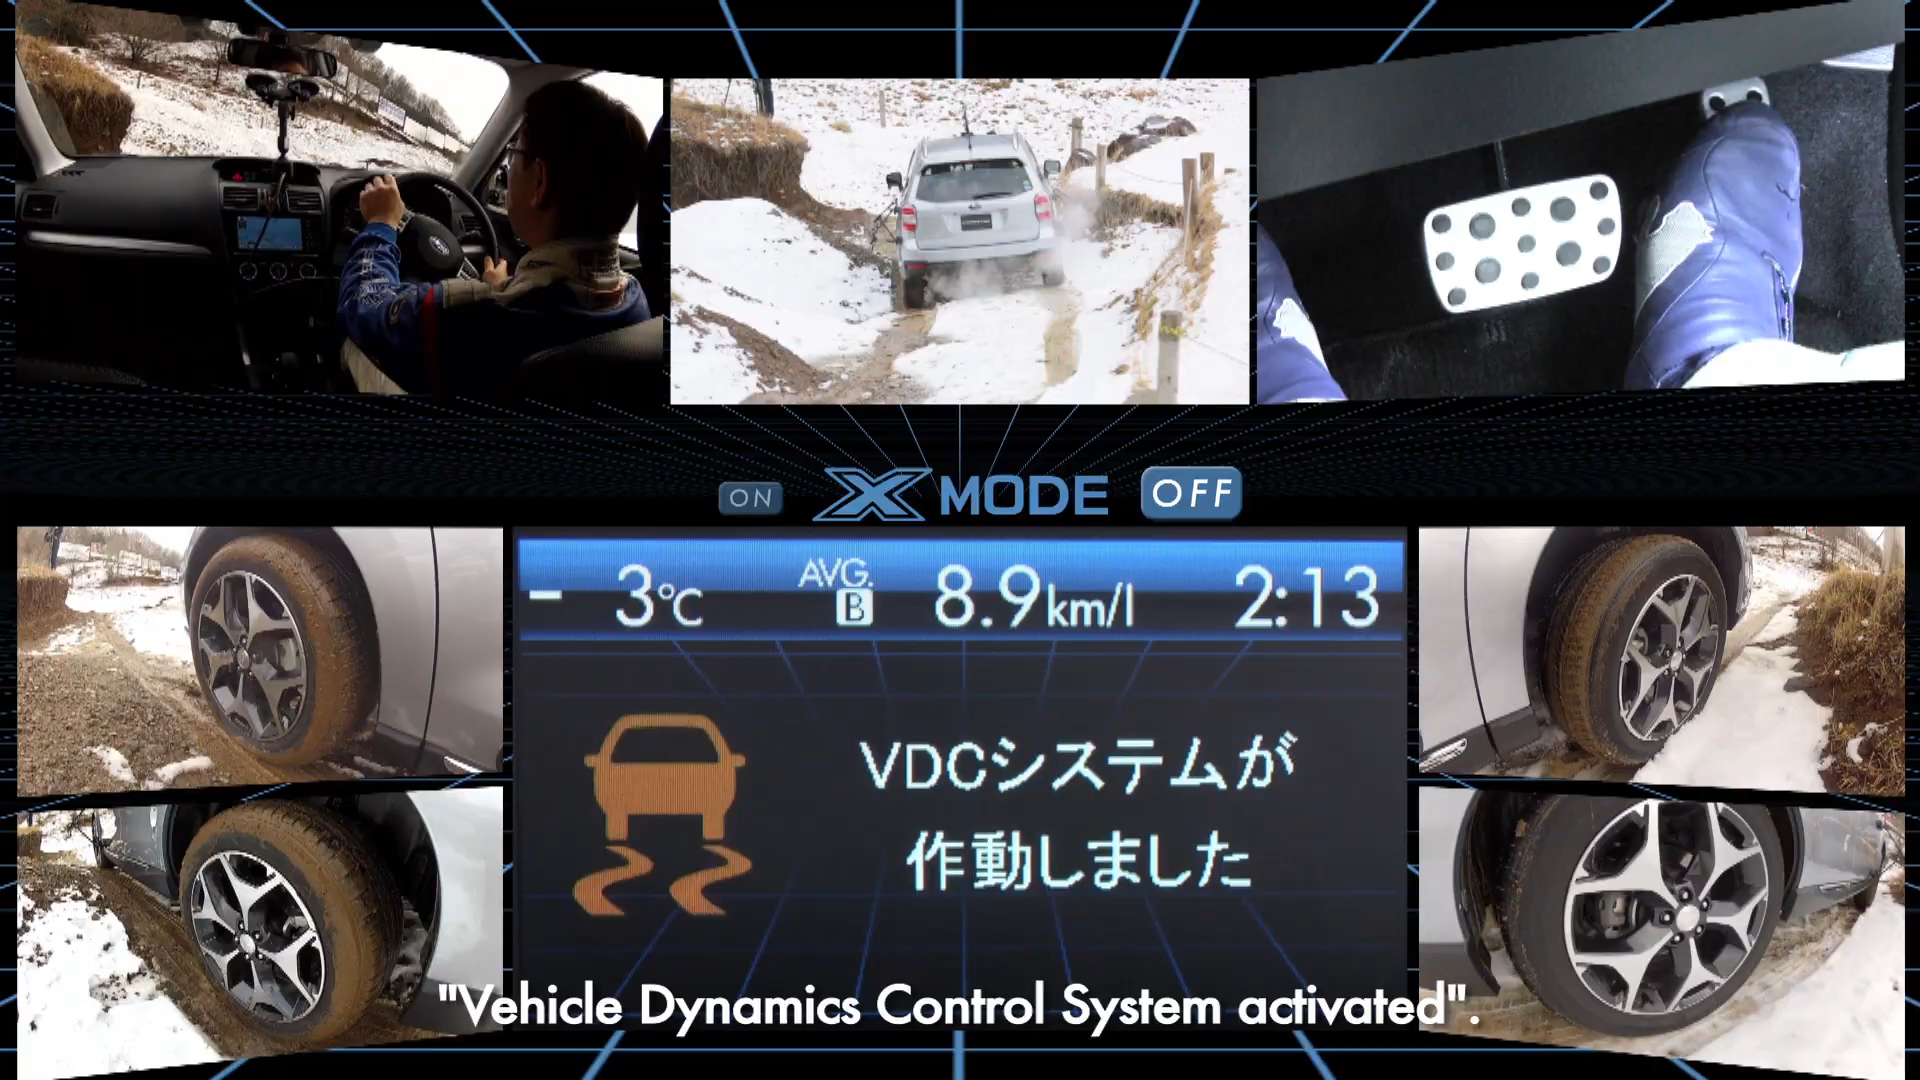 ON X MODE OFF
- 3°C AVG. B 8.9km/l 2:13
VDCシステムが
作動しました
"Vehicle Dynamics Control System activated".